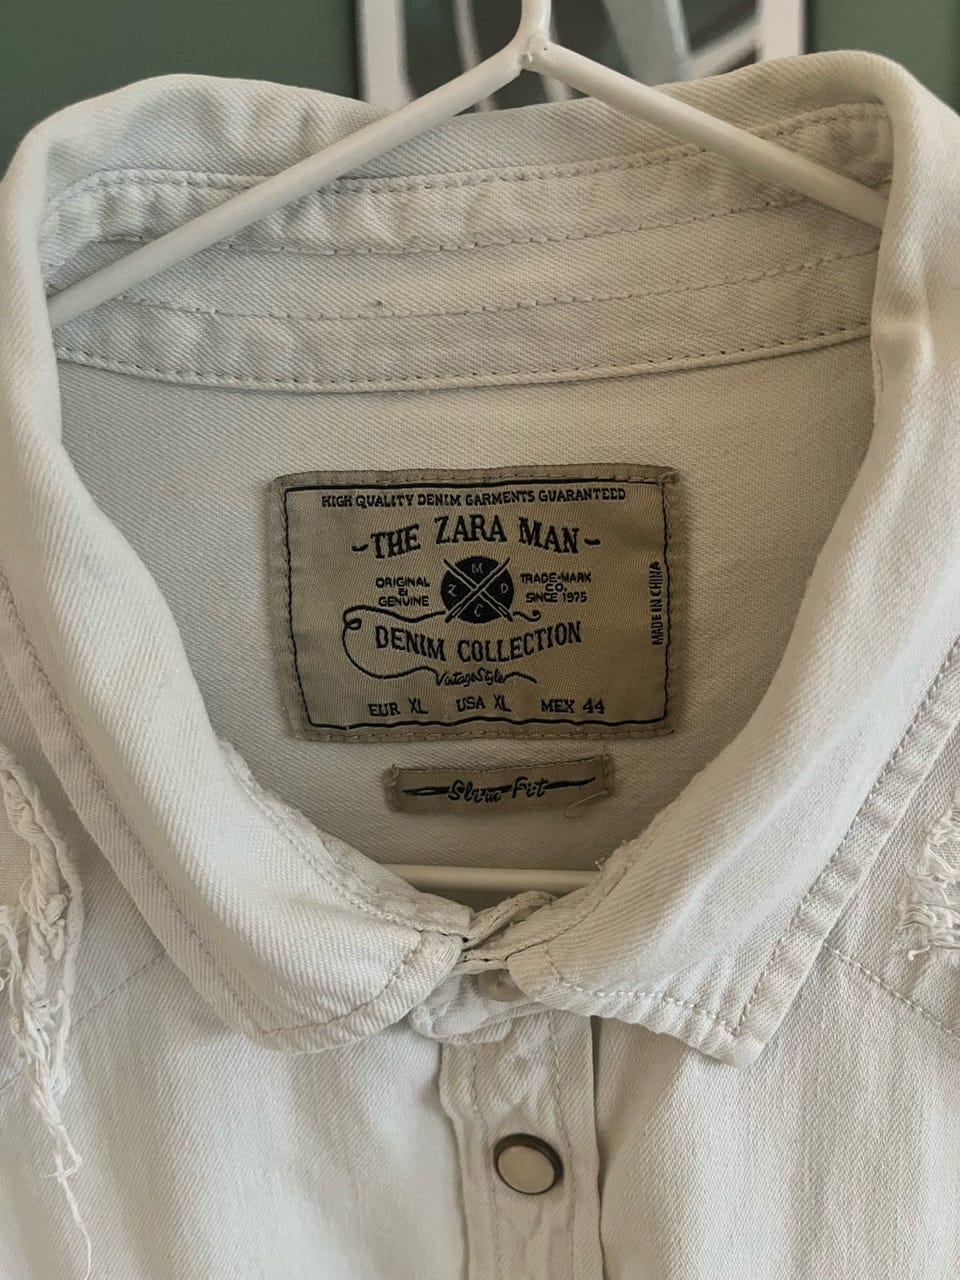 HIGH QUALITY DENIM GARMENTS GUARANTEED
-THE ZARA MAN-
ORIGINAL
&
GENUINE
M
Z D
C
TRADE-MARK
CO.
SINCE 1975
DENIM COLLECTION
Vintage Style
EUR XL USA XL MEX 44
MADE IN CHINA
Slim Fit